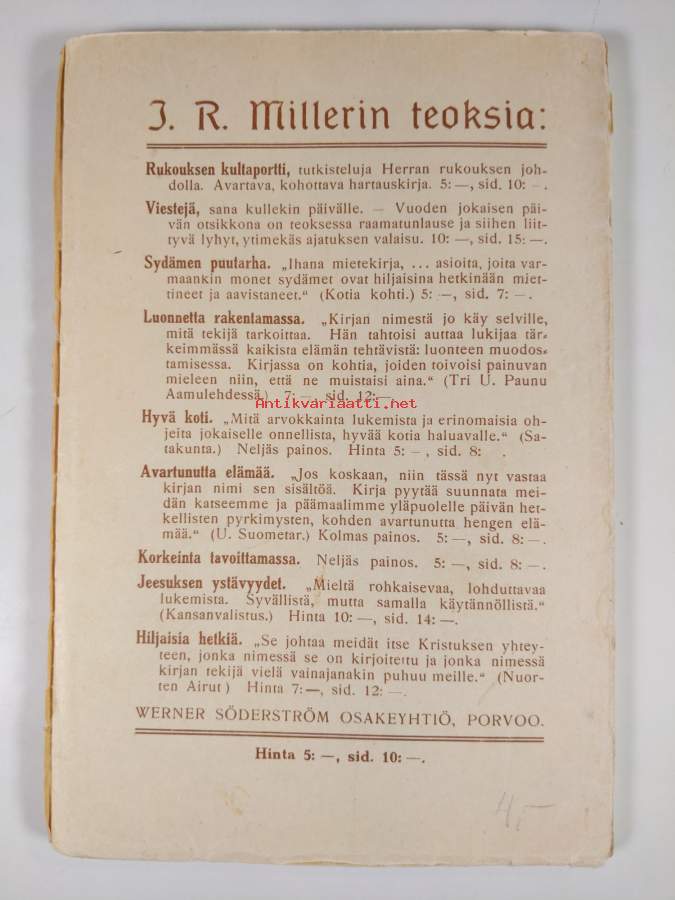 J. R. Millerin teoksia:
Rukouksen kultaportti, tutkisteluja Herran rukouksen joh-
dolla. Avartava, kohottava hartauskirja. 5: —, sid. 10: —.
Viestejä, sana kullekin päivälle. — Vuoden jokaisen päi-
vän otsikkona on teoksessa raamatunlause ja siihen liit-
tyvä lyhyt, ytimekäs ajatuksen valaisu. 10: —, sid. 15: —.
Sydämen puutarha. „Ihana mietekirja, ... asioita, joita var-
maankin monet sydämet ovat hiljaisina hetkinään miet-
tineet ja aavistaneet.“ (Kotia kohti.) 5: —, sid. 7: —.
Luonnetta rakentamassa. „Kirjan nimestä jo käy selville,
mitä tekijä tarkoittaa. Hän tahtoisi auttaa lukijaa tär-
keimmässä kaikista elämän tehtävistä: luonteen muodos-
tamisessa. Kirjassa on kohtia, joiden toivoisi painuvan
mieleen niin, että ne muistaisi aina.“ (Tri U. Paunu
Aamulehdessä.) 7: — sid. 12: —.
Antikvariaatti.net
Hyvä koti. „Mitä arvokkainta lukemista ja erinomaisia oh-
jeita jokaiselle onnellista, hyvää kotia haluavalle.“ (Sa-
takunta.) Neljäs painos. Hinta 5: —, sid. 8: .
Avartunutta elämää. „Jos koskaan, niin tässä nyt vastaa
kirjan nimi sen sisältöä. Kirja pyytää suunnata mei-
dän katseemme ja päämaalimme yläpuolelle päivän het-
kellisten pyrkimysten, kohden avartunutta hengen elä-
mää.“ (U. Suometar.) Kolmas painos. 5: —, sid. 8: —.
Korkeinta tavoittamassa. Neljäs painos. 5: —, sid. 8: —.
Jeesuksen ystävyydet. „Mieltä rohkaisevaa, lohduttavaa
lukemista. Syvällistä, mutta samalla käytännöllistä.“
(Kansanvalistus.) Hinta 10: —, sid. 14: —.
Hiljaisia hetkiä. „Se johtaa meidät itse Kristuksen yhtey-
teen, jonka nimessä se on kirjoitettu ja jonka nimessä
kirjan tekijä vielä vainajanakin puhuu meille.“ (Nuor-
ten Airut) Hinta 7: —, sid. 12: —.
WERNER SÖDERSTRÖM OSAKEYHTIÖ, PORVOO.
Hinta 5: —, sid. 10: —.
4,-